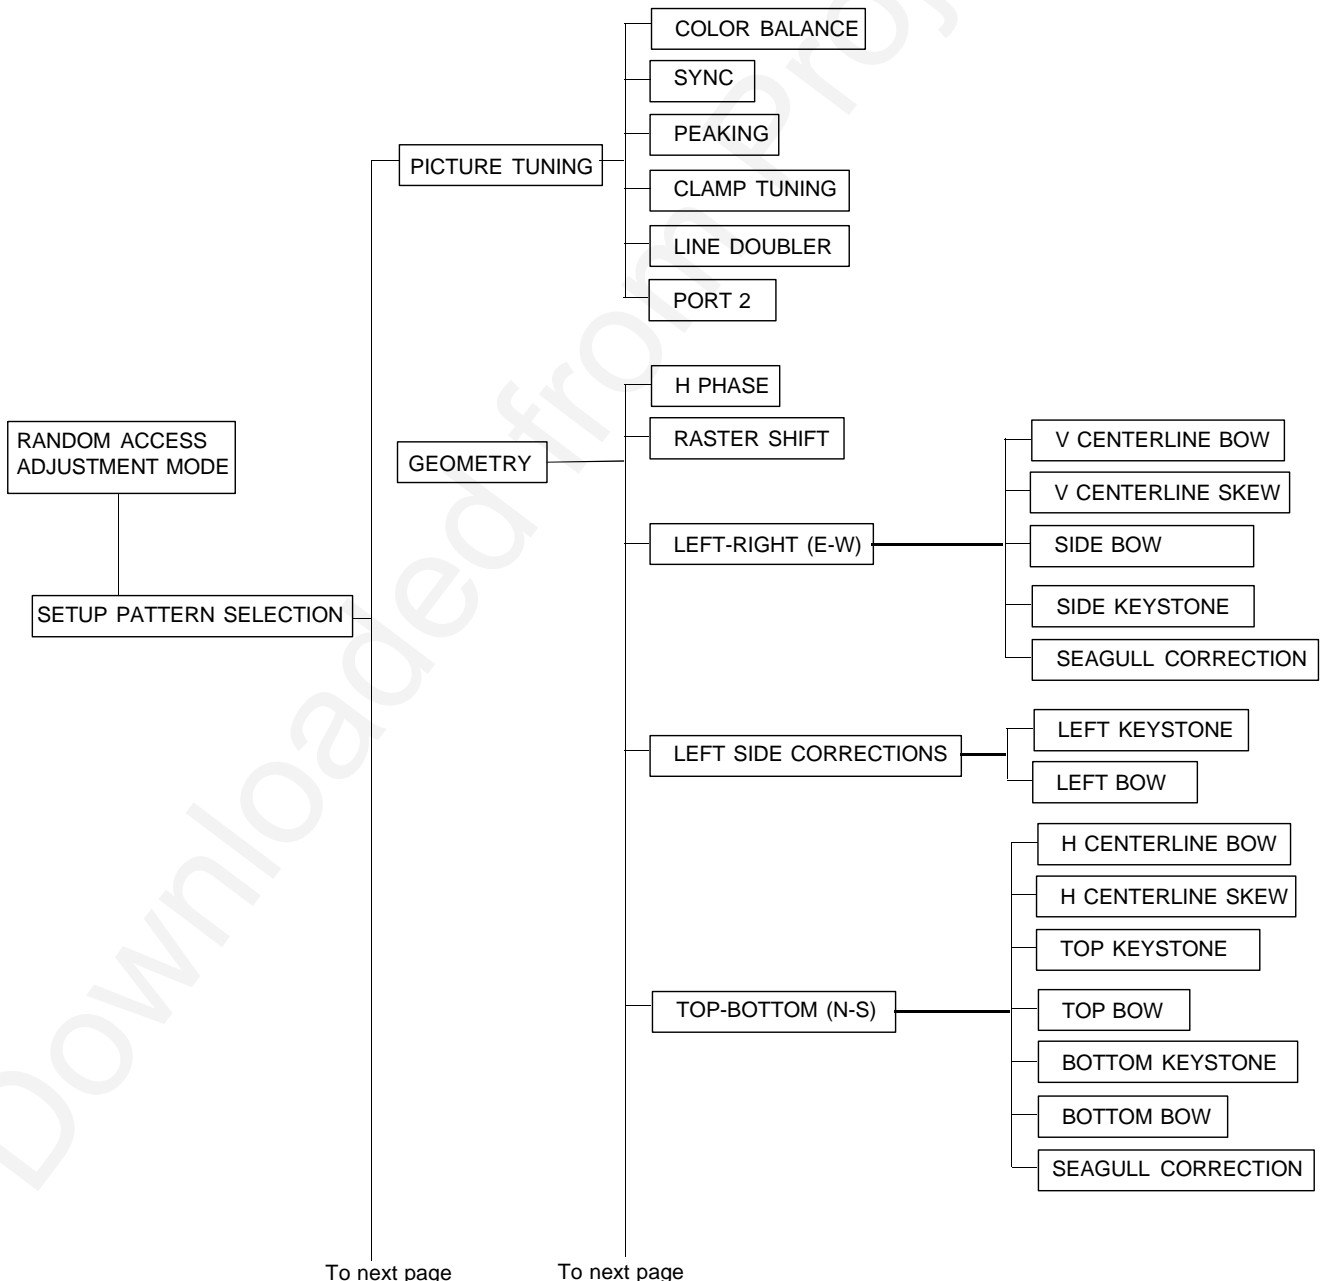 COLOR BALANCE
SYNC
PEAKING
PICTURE TUNING
CLAMP TUNING
LINE DOUBLER
PORT 2
H PHASE
RASTER SHIFT
RANDOM ACCESS
ADJUSTMENT MODE
GEOMETRY
V CENTERLINE BOW
V CENTERLINE SKEW
LEFT-RIGHT (E-W)
SIDE BOW
SIDE KEYSTONE
SETUP PATTERN SELECTION
SEAGULL CORRECTION
LEFT KEYSTONE
LEFT SIDE CORRECTIONS
LEFT BOW
H CENTERLINE BOW
H CENTERLINE SKEW
TOP KEYSTONE
TOP-BOTTOM (N-S)
TOP BOW
BOTTOM KEYSTONE
BOTTOM BOW
SEAGULL CORRECTION
To next page
To next page
Downloaded from